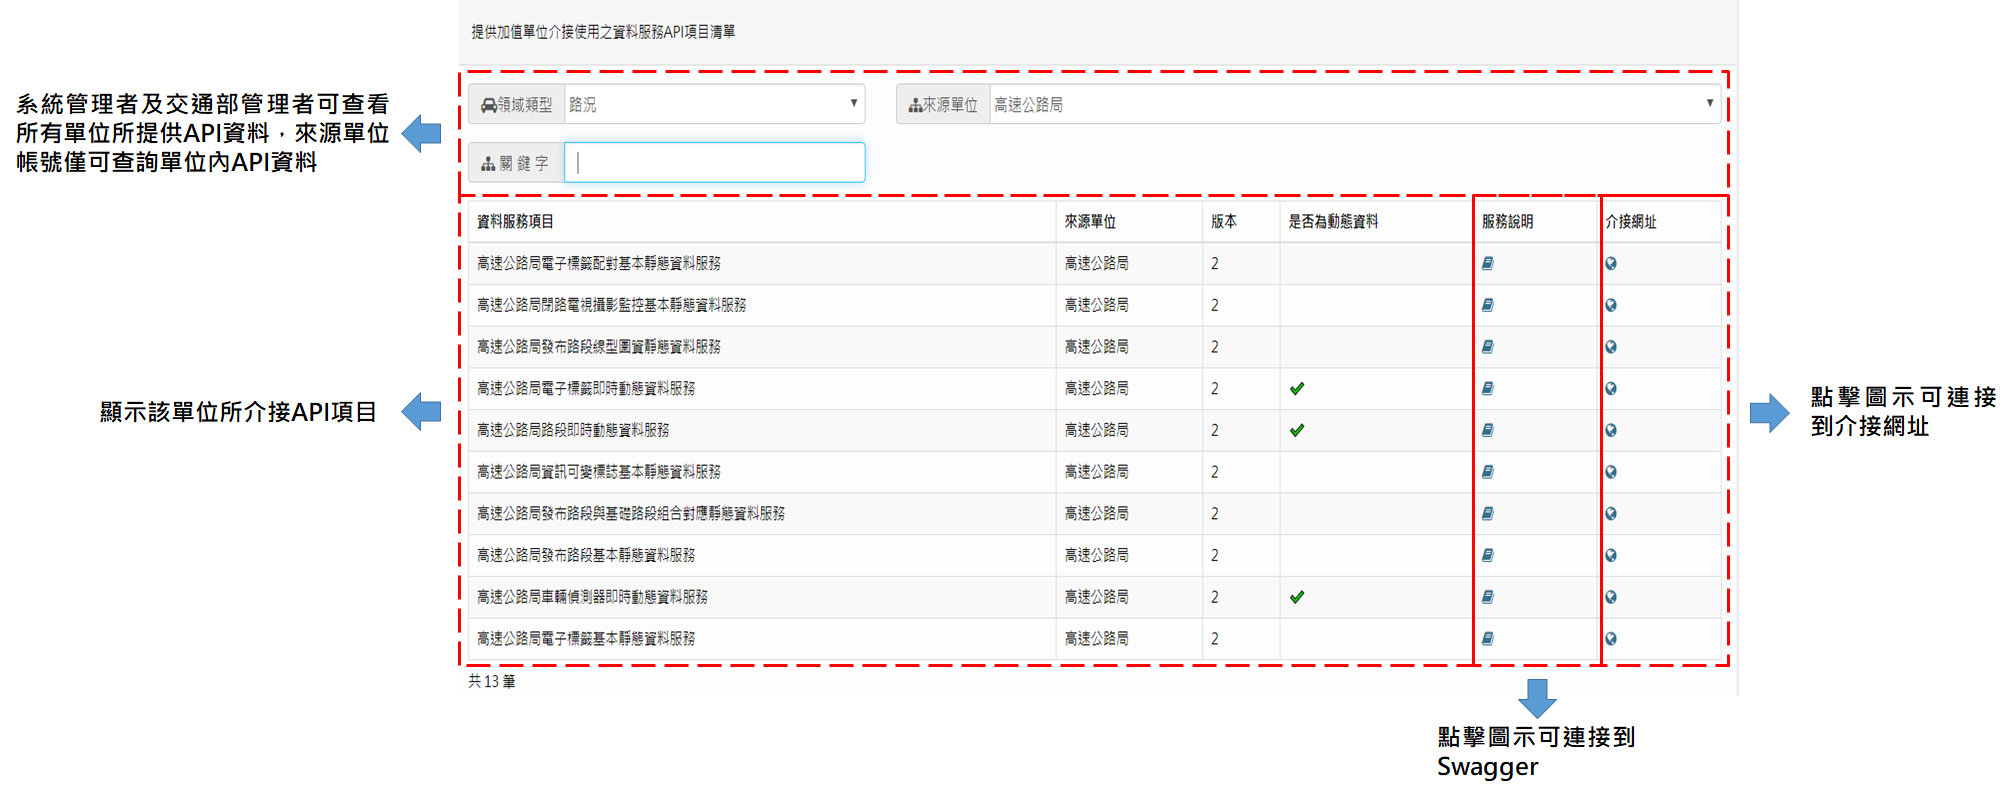 提供加值單位介接使用之資料服務API項目清單
系統管理者及交通部管理者可查看
所有單位所提供API資料，來源單位
帳號僅可查詢單位內API資料
領域類型 路況 來源單位 高速公路局
關鍵字
資料服務項目 來源單位 版本 是否為動態資料 服務說明 介接網址
高速公路局電子標籤配對基本靜態資料服務 高速公路局 2
高速公路局閉路電視攝影監控基本靜態資料服務 高速公路局 2
高速公路局發布路段線型圖資靜態資料服務 高速公路局 2
高速公路局電子標籤即時動態資料服務 高速公路局 2
高速公路局路段即時動態資料服務 高速公路局 2
高速公路局資訊可變標誌基本靜態資料服務 高速公路局 2
高速公路局發布路段與基礎路段組合對應靜態資料服務 高速公路局 2
高速公路局發布路段基本靜態資料服務 高速公路局 2
高速公路局車輛偵測器即時動態資料服務 高速公路局 2
高速公路局電子標籤基本靜態資料服務 高速公路局 2
共 13 筆
顯示該單位所介接API項目
點擊圖示可連接
到介接網址
點擊圖示可連接到
Swagger